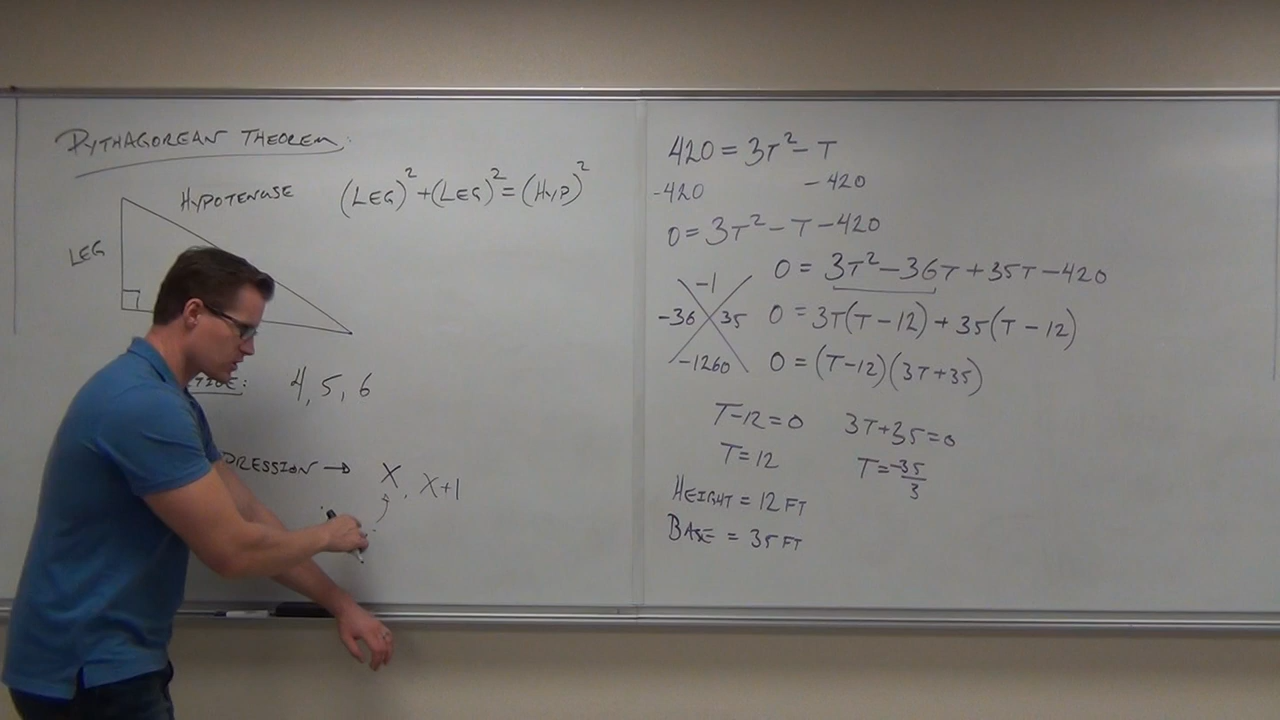 PYTHAGOREAN THEOREM:
HYPOTENUSE (LEG)² + (LEG)² = (HYP)²
LEG
4, 5, 6
→ X, X+1
420 = 3T² - T
-420 - 420
0 = 3T² - T - 420
0 = 3T² - 36T + 35T - 420
-1
-36 35
-1260
0 = 3T(T - 12) + 35(T - 12)
0 = (T-12)(3T+35)
T-12 = 0 3T+35 = 0
T = 12 T = -35/3
HEIGHT = 12 FT
BASE = 35 FT